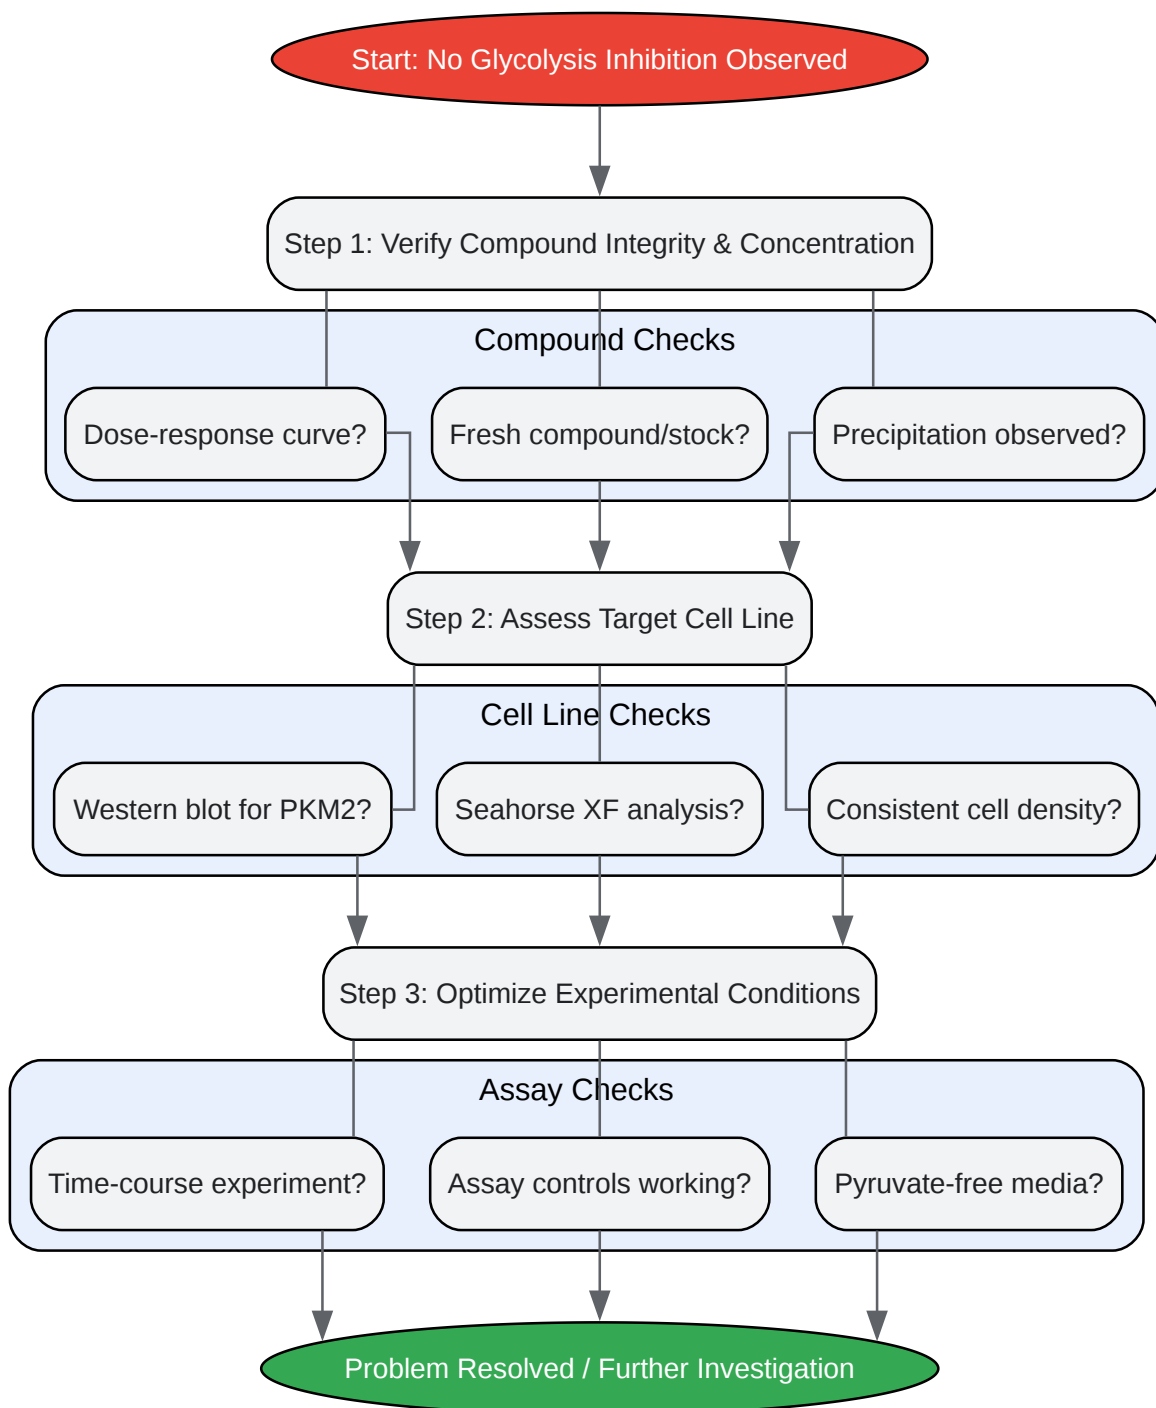 Start: No Glycolysis Inhibition Observed
Step 1: Verify Compound Integrity & Concentration
Compound Checks
Dose-response curve?
Fresh compound/stock?
Precipitation observed?
Step 2: Assess Target Cell Line
Cell Line Checks
Western blot for PKM2?
Seahorse XF analysis?
Consistent cell density?
Step 3: Optimize Experimental Conditions
Assay Checks
Time-course experiment?
Assay controls working?
Pyruvate-free media?
Problem Resolved / Further Investigation